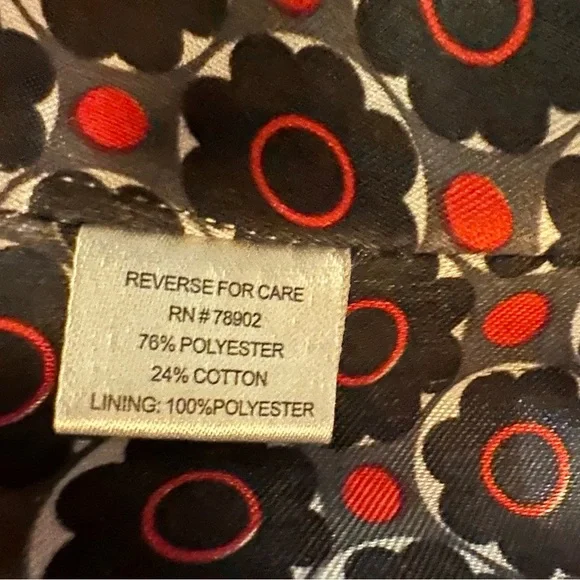 REVERSE FOR CARE
RN # 78902
76% POLYESTER
24% COTTON
LINING: 100%POLYESTER